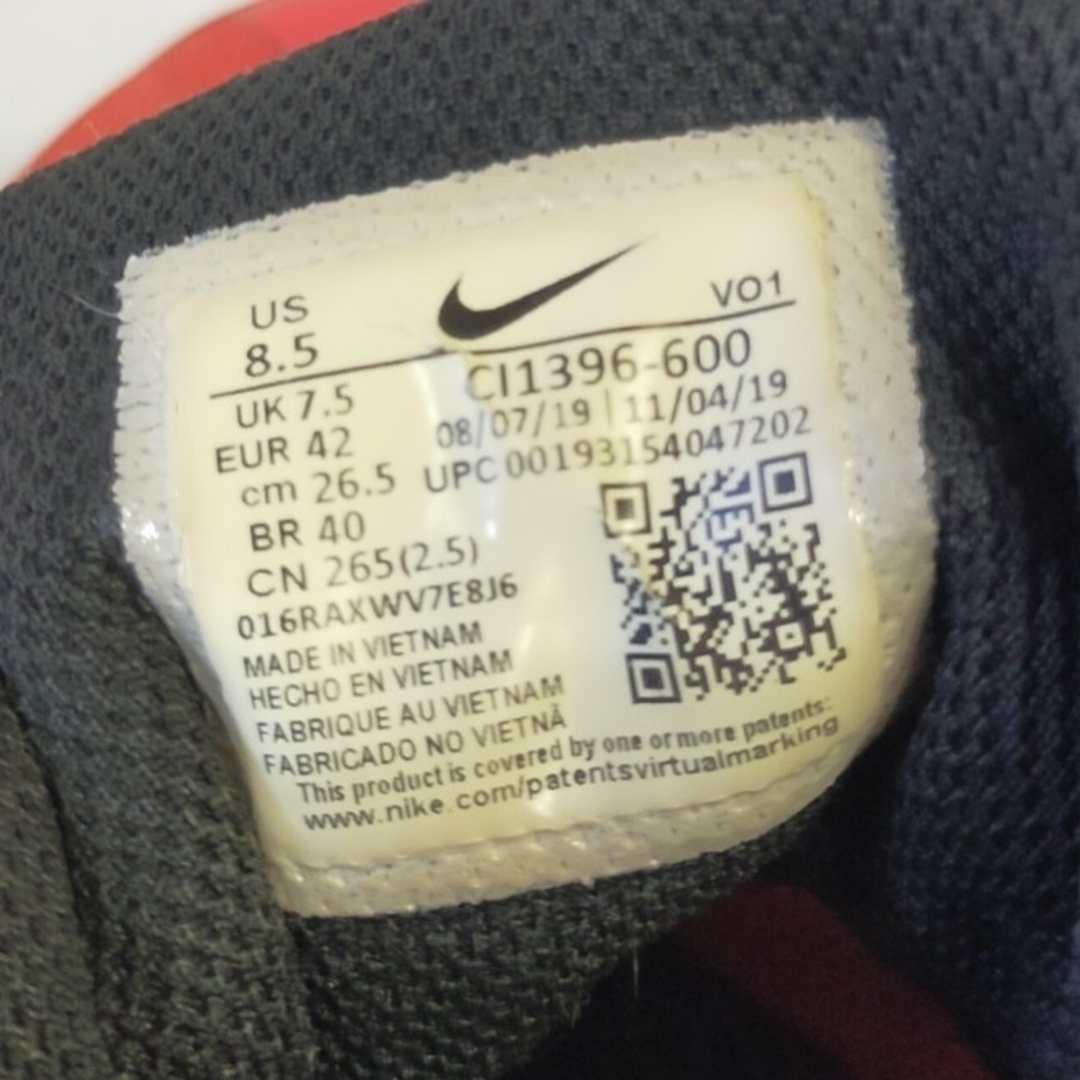 US
8.5
VO1
UK 7.5
CI1396-600
EUR 42
08/07/19 | 11/04/19
cm 26.5
UPC 00193154047202
BR 40
CN 265(2.5)
016RAXWV7E8J6
MADE IN VIETNAM
HECHO EN VIETNAM
FABRIQUE AU VIETNAM
FABRICADO NO VIETNÃ
This product is covered by one or more patents:
www.nike.com/patentsvirtualmarking